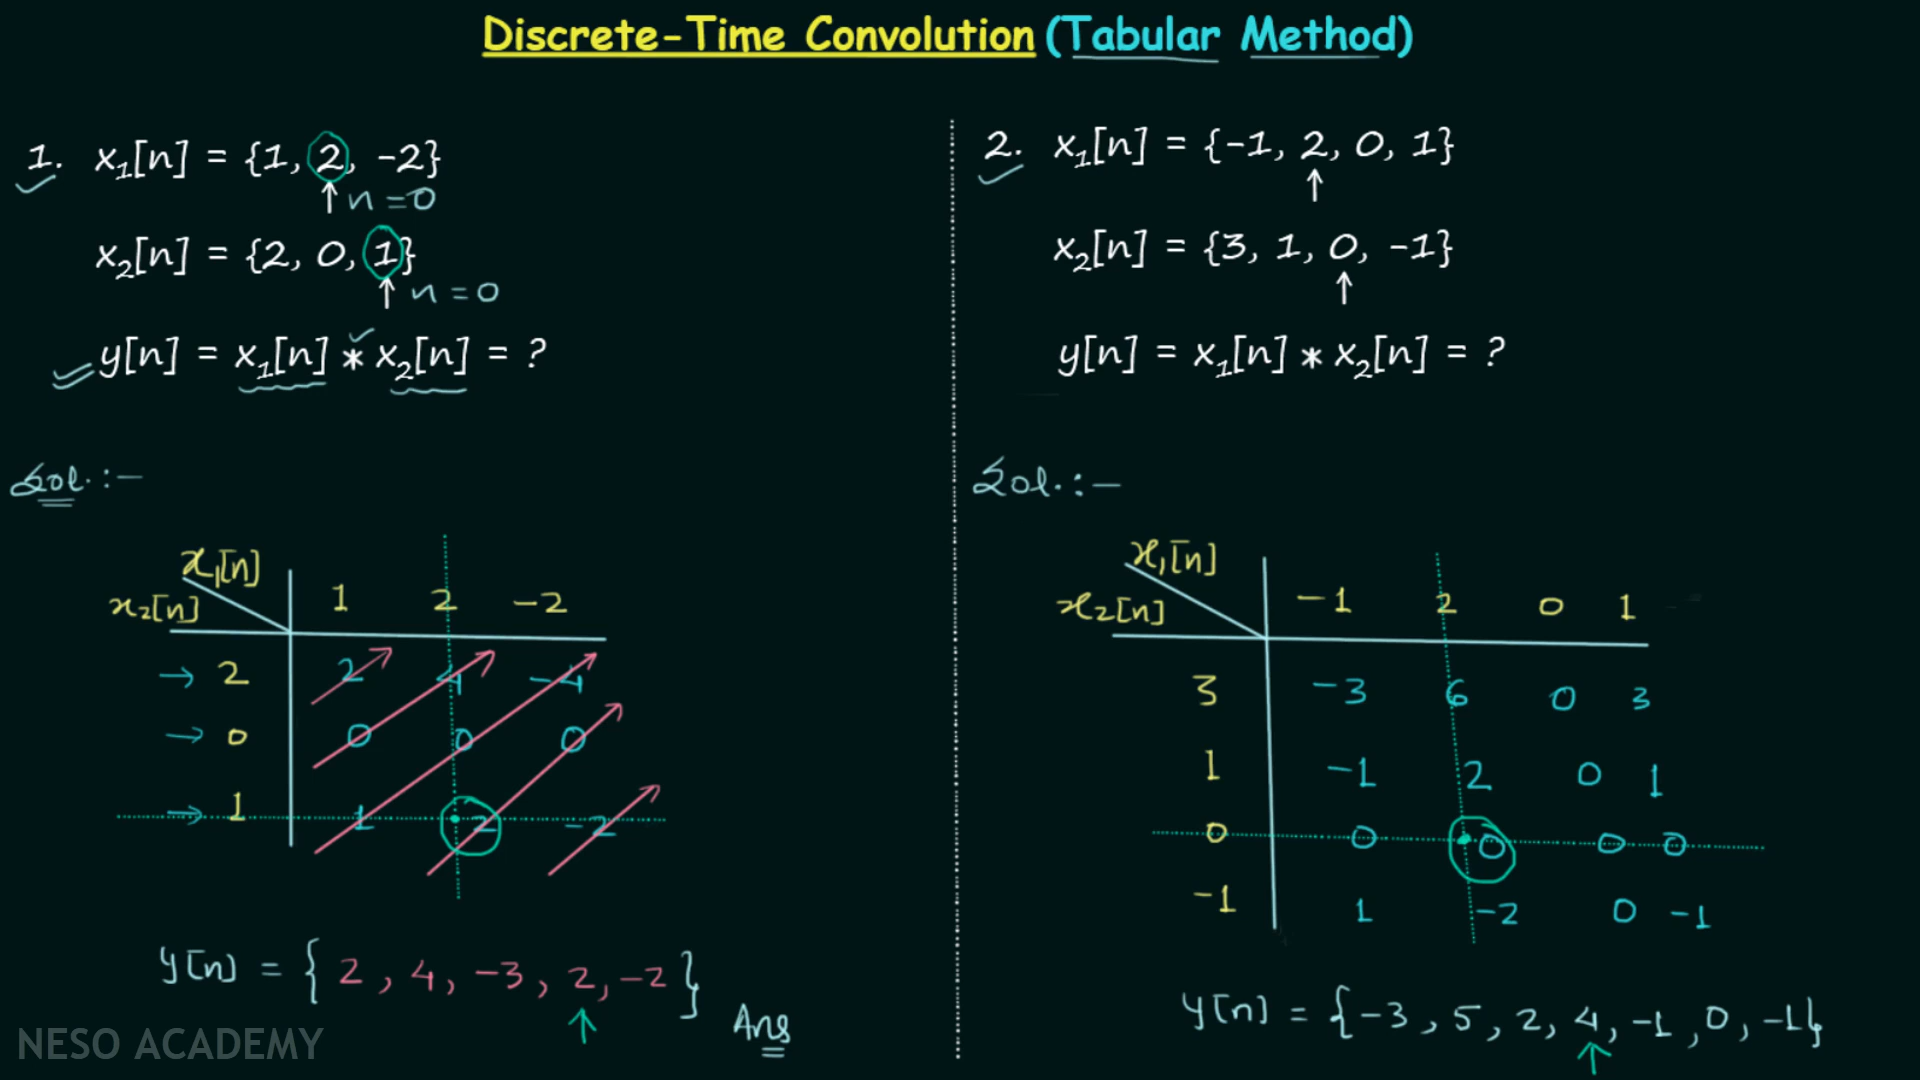 Discrete-Time Convolution (Tabular Method)
1. x₁[n] = {1, 2, -2}
↑ n = 0
x₂[n] = {2, 0, 1}
↑ n = 0
y[n] = x₁[n] * x₂[n] = ?
Sol. :-
x₁[n]
x₂[n]
1 2 -2
→ 2 2 4 -4
→ 0 0 0 0
→ 1 1 2 -2
y[n] = { 2, 4, -3, 2, -2 }
↑
Ans
NESO ACADEMY
2. x₁[n] = {-1, 2, 0, 1}
↑
x₂[n] = {3, 1, 0, -1}
↑
y[n] = x₁[n] * x₂[n] = ?
Sol. :-
x₁[n]
x₂[n]
-1 2 0 1
3 -3 6 0 3
1 -1 2 0 1
0 0 0 0 0
-1 1 -2 0 -1
y[n] = {-3, 5, 2, 4, -1, 0, -1}
↑